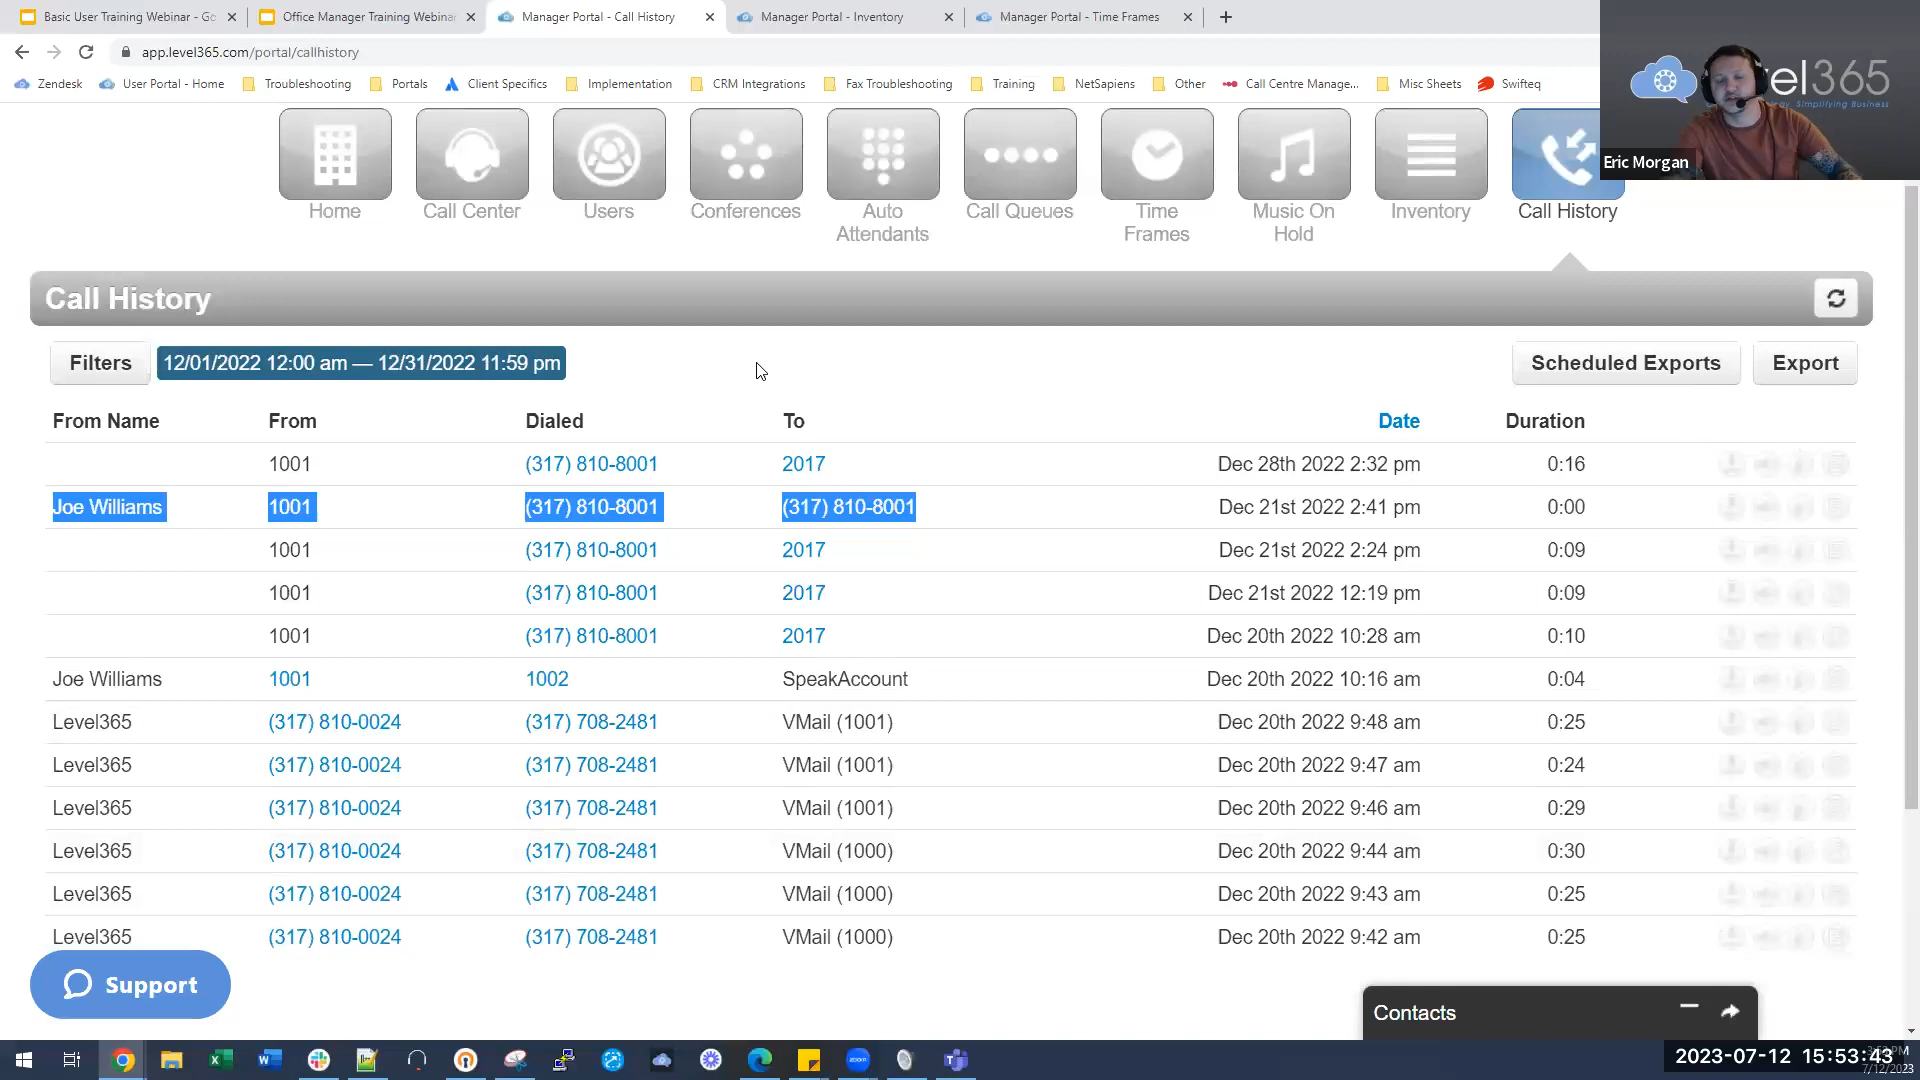 Basic User Training Webinar - Go
Office Manager Training Webinar
Manager Portal - Call History
Manager Portal - Inventory
Manager Portal - Time Frames
app.level365.com/portal/callhistory
Zendesk
User Portal - Home
Troubleshooting
Portals
Client Specifics
Implementation
CRM Integrations
Fax Troubleshooting
Training
NetSapiens
Other
Call Centre Manage...
Misc Sheets
Swifteq
el365
Simplifying Business
Eric Morgan
Home
Call Center
Users
Conferences
Auto
Attendants
Call Queues
Time
Frames
Music On
Hold
Inventory
Call History
Call History
Filters
12/01/2022 12:00 am — 12/31/2022 11:59 pm
Scheduled Exports
Export
From Name From Dialed To Date Duration
1001 (317) 810-8001 2017 Dec 28th 2022 2:32 pm 0:16
Joe Williams 1001 (317) 810-8001 (317) 810-8001 Dec 21st 2022 2:41 pm 0:00
1001 (317) 810-8001 2017 Dec 21st 2022 2:24 pm 0:09
1001 (317) 810-8001 2017 Dec 21st 2022 12:19 pm 0:09
1001 (317) 810-8001 2017 Dec 20th 2022 10:28 am 0:10
Joe Williams 1001 1002 SpeakAccount Dec 20th 2022 10:16 am 0:04
Level365 (317) 810-0024 (317) 708-2481 VMail (1001) Dec 20th 2022 9:48 am 0:25
Level365 (317) 810-0024 (317) 708-2481 VMail (1001) Dec 20th 2022 9:47 am 0:24
Level365 (317) 810-0024 (317) 708-2481 VMail (1001) Dec 20th 2022 9:46 am 0:29
Level365 (317) 810-0024 (317) 708-2481 VMail (1000) Dec 20th 2022 9:44 am 0:30
Level365 (317) 810-0024 (317) 708-2481 VMail (1000) Dec 20th 2022 9:43 am 0:25
Level365 (317) 810-0024 (317) 708-2481 VMail (1000) Dec 20th 2022 9:42 am 0:25
Support
Contacts
2023-07-12 15:53:43
7/12/2023